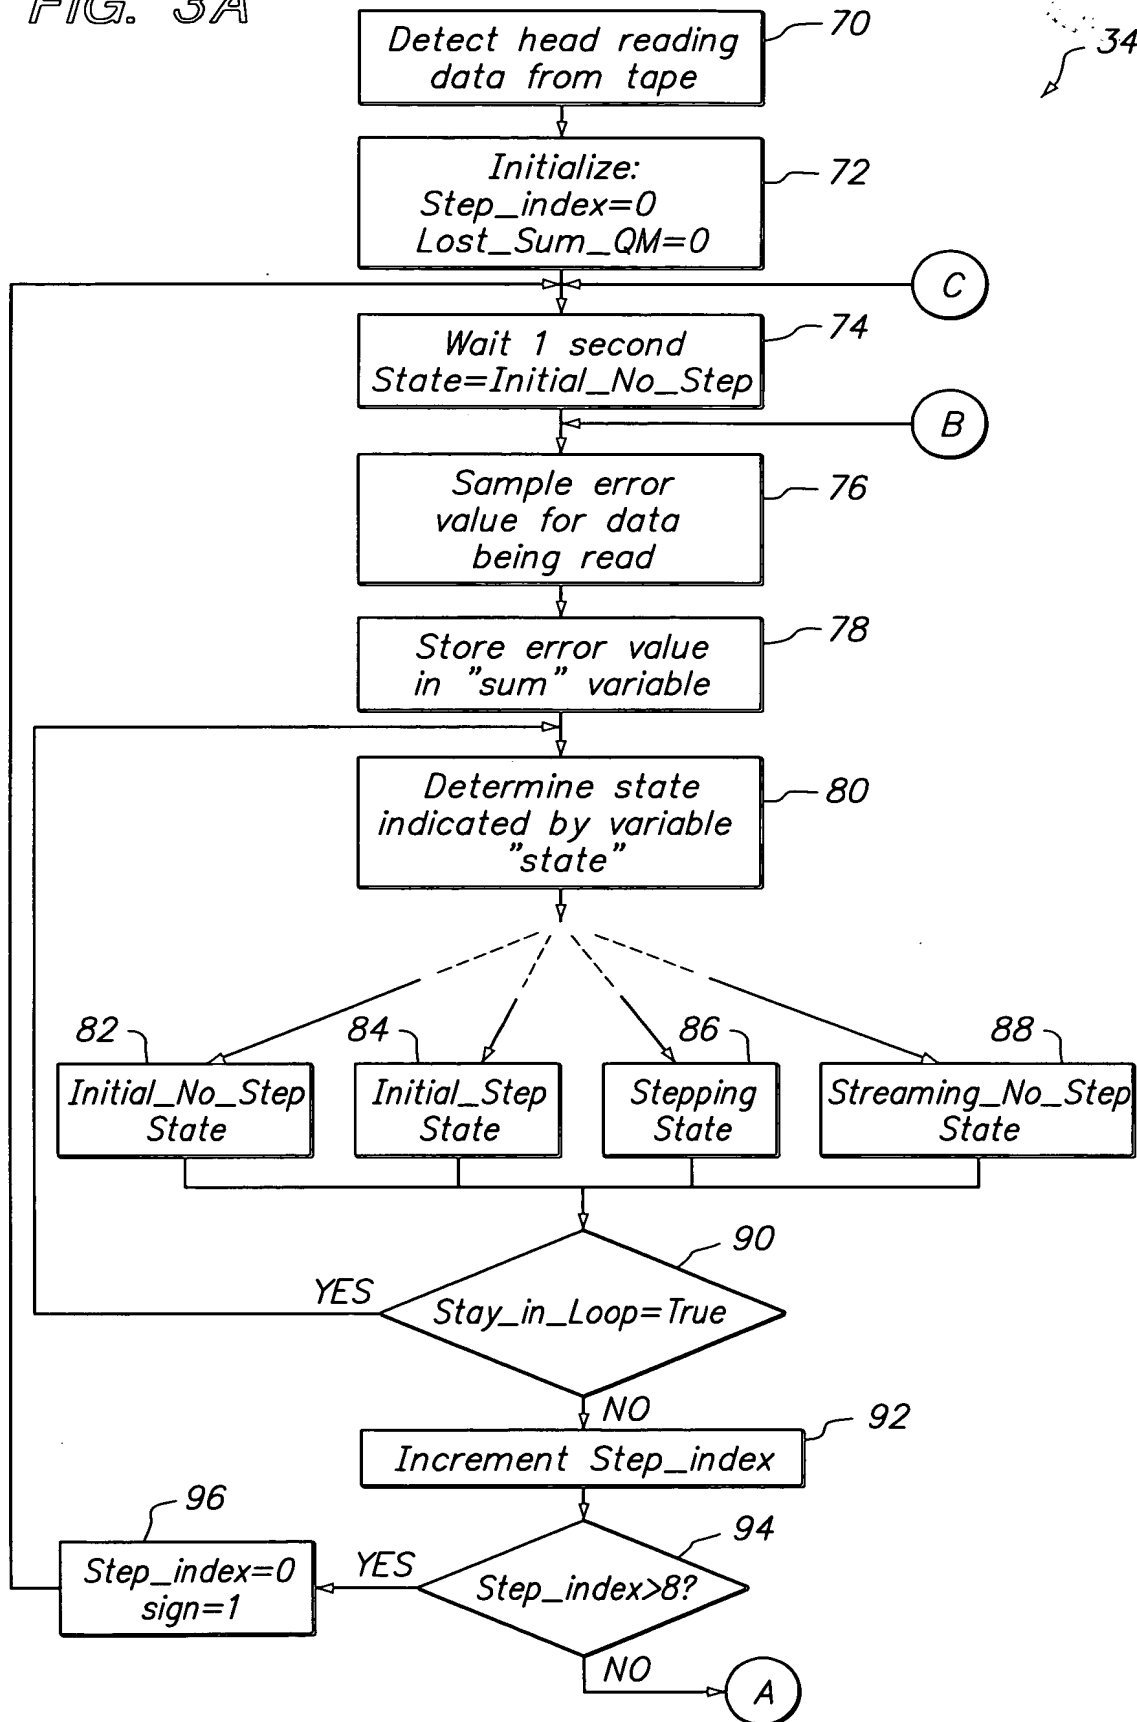 FIG. 3A
34
Detect head reading
data from tape
70
Initialize:
Step_index=0
Lost_Sum_QM=0
72
C
Wait 1 second
State=Initial_No_Step
74
B
Sample error
value for data
being read
76
Store error value
in "sum" variable
78
Determine state
indicated by variable
"state"
80
82
84
86
88
Initial_No_Step
State
Initial_Step
State
Stepping
State
Streaming_No_Step
State
90
YES
Stay_in_Loop=True
NO
92
Increment Step_index
96
94
Step_index=0
sign=1
YES
Step_index>8?
NO
A